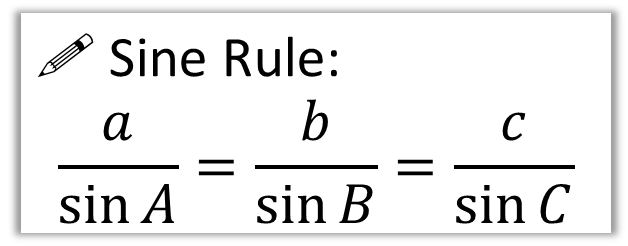 ✏ Sine Rule:
a/sin A = b/sin B = c/sin C